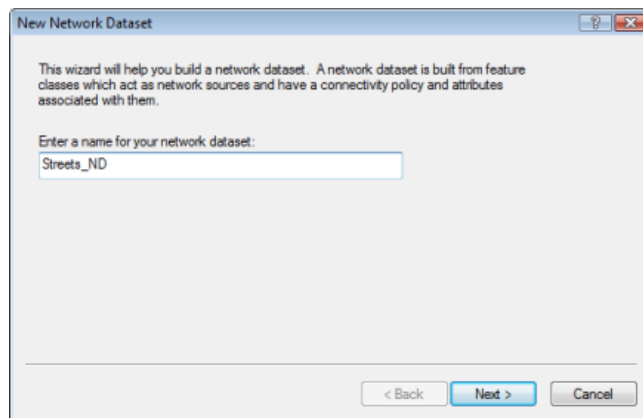 New Network Dataset
This wizard will help you build a network dataset. A network dataset is built from feature
classes which act as network sources and have a connectivity policy and attributes
associated with them.
Enter a name for your network dataset:
Streets_ND
< Back
Next >
Cancel